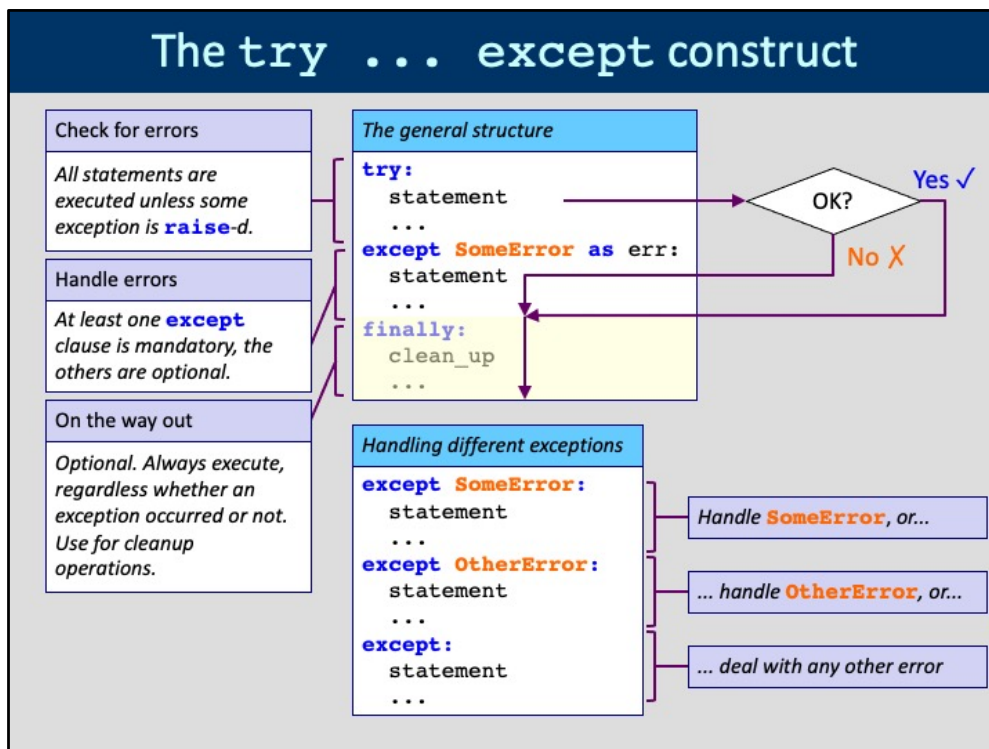 The try ... except construct
Check for errors
All statements are
executed unless some
exception is raise-d.
Handle errors
At least one except
clause is mandatory, the
others are optional.
On the way out
Optional. Always execute,
regardless whether an
exception occurred or not.
Use for cleanup
operations.
The general structure
try:
statement
...
except SomeError as err:
statement
...
finally:
clean_up
...
OK?
Yes ✓
No ✗
Handling different exceptions
except SomeError:
statement
...
except OtherError:
statement
...
except:
statement
...
Handle SomeError, or...
... handle OtherError, or...
... deal with any other error